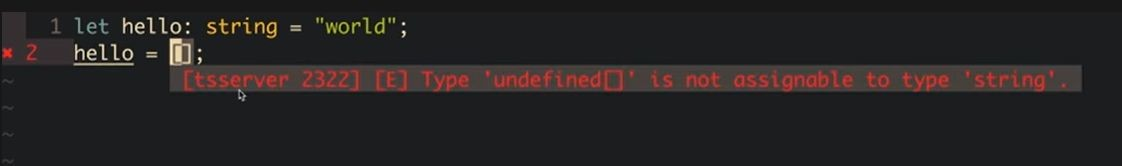 1 let hello: string = "world";
✖ 2 hello = [];
[tsserver 2322] [E] Type 'undefined[]' is not assignable to type 'string'.
~
~
~
~